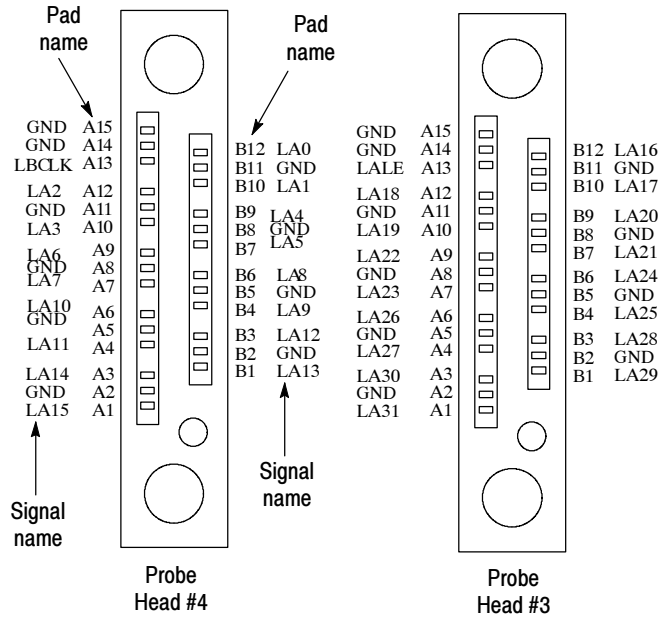 Pad
name
Pad
name
GND A15
GND A14
LBCLK A13
LA2 A12
GND A11
LA3 A10
LA6 A9
GND A8
LA7 A7
LA10 A6
GND A5
LA11 A4
LA14 A3
GND A2
LA15 A1
B12 LA0
B11 GND
B10 LA1
B9 LA4
B8 GND
B7 LA5
B6 LA8
B5 GND
B4 LA9
B3 LA12
B2 GND
B1 LA13
Signal
name
Signal
name
Probe
Head #4
GND A15
GND A14
LALE A13
LA18 A12
GND A11
LA19 A10
LA22 A9
GND A8
LA23 A7
LA26 A6
GND A5
LA27 A4
LA30 A3
GND A2
LA31 A1
B12 LA16
B11 GND
B10 LA17
B9 LA20
B8 GND
B7 LA21
B6 LA24
B5 GND
B4 LA25
B3 LA28
B2 GND
B1 LA29
Probe
Head #3